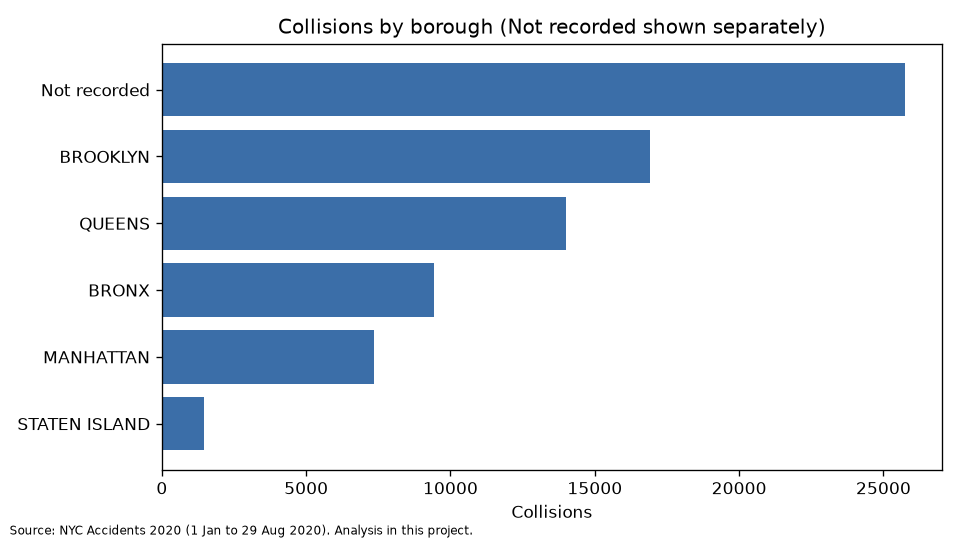 Collisions by borough (Not recorded shown separately)
Not recorded
BROOKLYN
QUEENS
BRONX
MANHATTAN
STATEN ISLAND
0 5000 10000 15000 20000 25000
Collisions
Source: NYC Accidents 2020 (1 Jan to 29 Aug 2020). Analysis in this project.